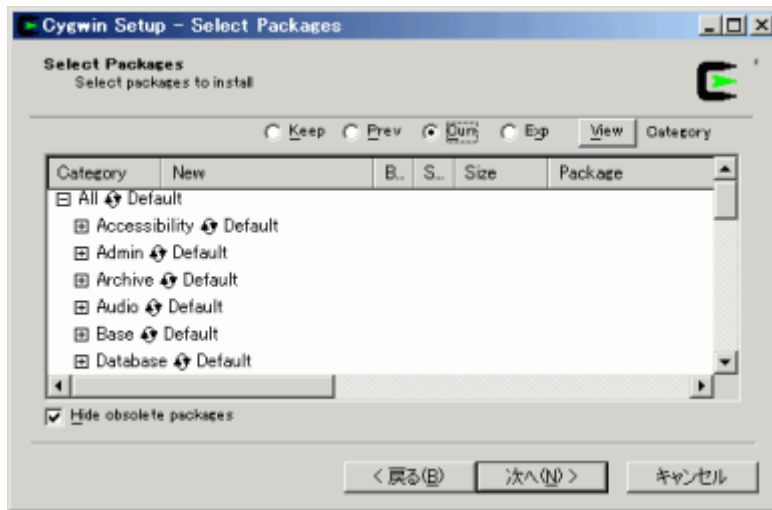 Cygwin Setup - Select Packages
Select Packages
Select packages to install
Keep Prev Curr Exp View Category
Category New B... S... Size Package
All Default
Accessibility Default
Admin Default
Archive Default
Audio Default
Base Default
Database Default
Hide obsolete packages
< 戻る(B) 次へ(N) > キャンセル